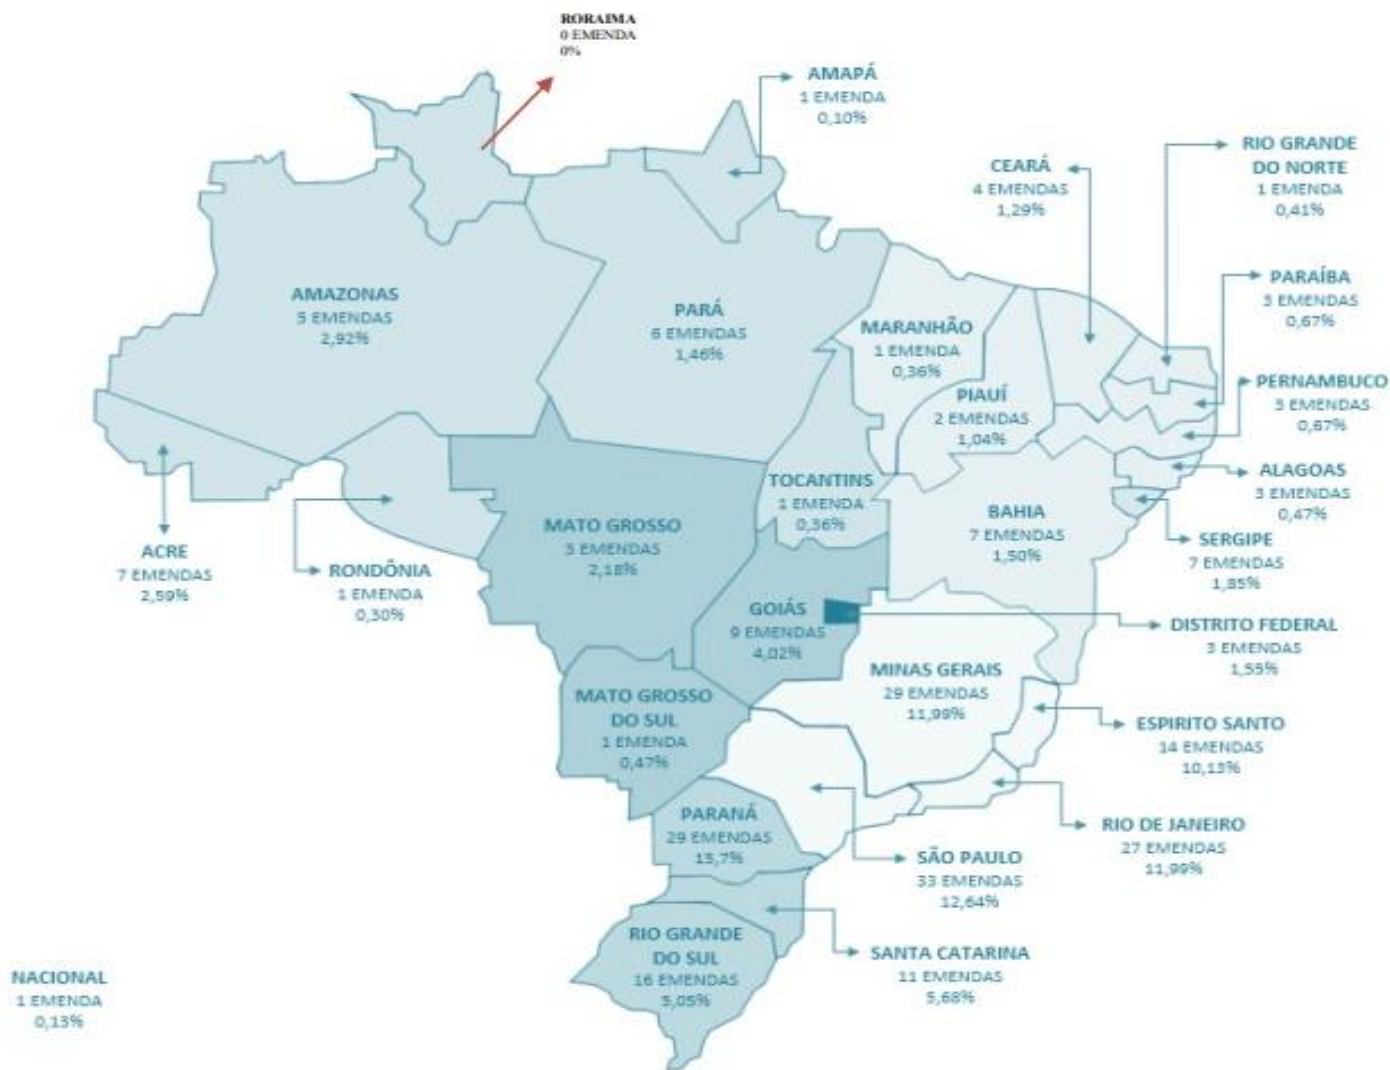 RORAIMA
0 EMENDA
0%
AMAPÁ
1 EMENDA
0,10%
RIO GRANDE
DO NORTE
1 EMENDA
0,41%
CEARÁ
4 EMENDAS
1,29%
PARAÍBA
3 EMENDAS
0,67%
AMAZONAS
5 EMENDAS
2,92%
PARÁ
6 EMENDAS
1,46%
MARANHÃO
1 EMENDA
0,36%
PIAUÍ
2 EMENDAS
1,04%
PERNAMBUCO
3 EMENDAS
0,67%
ALAGOAS
3 EMENDAS
0,47%
TOCANTINS
1 EMENDA
0,36%
BAHIA
7 EMENDAS
1,50%
SERGIPE
7 EMENDAS
1,85%
ACRE
7 EMENDAS
2,59%
RONDÔNIA
1 EMENDA
0,30%
MATO GROSSO
3 EMENDAS
2,18%
GOIÁS
9 EMENDAS
4,02%
DISTRITO FEDERAL
3 EMENDAS
1,55%
MINAS GERAIS
29 EMENDAS
11,99%
MATO GROSSO
DO SUL
1 EMENDA
0,47%
ESPIRITO SANTO
14 EMENDAS
10,13%
PARANÁ
29 EMENDAS
13,7%
RIO DE JANEIRO
27 EMENDAS
11,99%
SÃO PAULO
33 EMENDAS
12,64%
RIO GRANDE
DO SUL
16 EMENDAS
5,05%
SANTA CATARINA
11 EMENDAS
5,68%
NACIONAL
1 EMENDA
0,13%